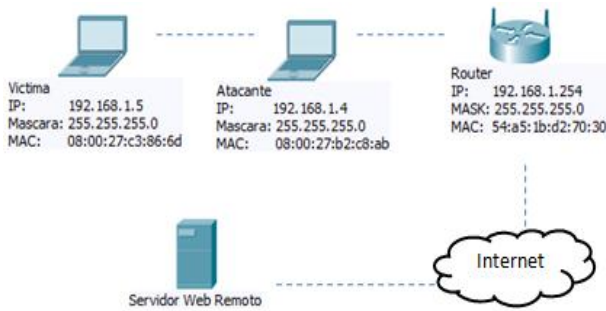 Victima
IP: 192.168.1.5
Mascara: 255.255.255.0
MAC: 08:00:27:c3:86:6d
Atacante
IP: 192.168.1.4
Mascara: 255.255.255.0
MAC: 08:00:27:b2:c8:ab
Router
IP: 192.168.1.254
MASK: 255.255.255.0
MAC: 54:a5:1b:d2:70:30
Servidor Web Remoto
Internet